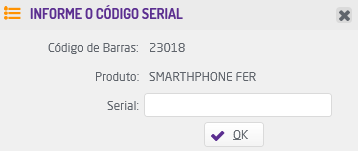 INFORME O CÓDIGO SERIAL
Código de Barras: 23018
Produto: SMARTHPHONE FER
Serial:
OK